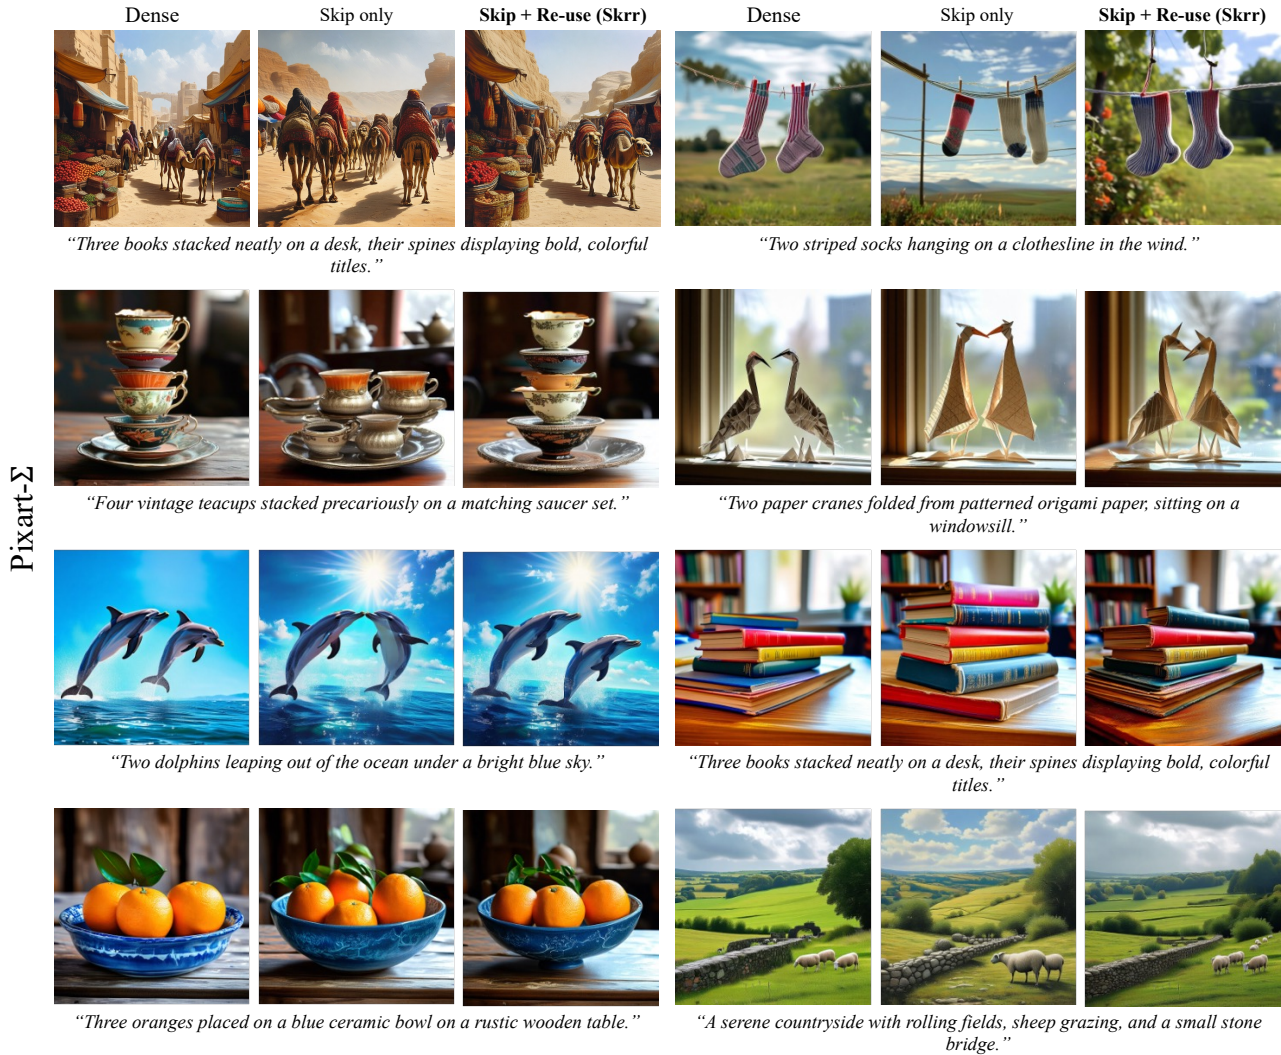 Dense
Skip only
Skip + Re-use (Skrr)
Dense
Skip only
Skip + Re-use (Skrr)
“Three books stacked neatly on a desk, their spines displaying bold, colorful
titles.”
“Two striped socks hanging on a clothesline in the wind.”
“Four vintage teacups stacked precariously on a matching saucer set.”
“Two paper cranes folded from patterned origami paper, sitting on a
windowsill.”
Pixart-Σ
“Two dolphins leaping out of the ocean under a bright blue sky.”
“Three books stacked neatly on a desk, their spines displaying bold, colorful
titles.”
“Three oranges placed on a blue ceramic bowl on a rustic wooden table.”
“A serene countryside with rolling fields, sheep grazing, and a small stone
bridge.”